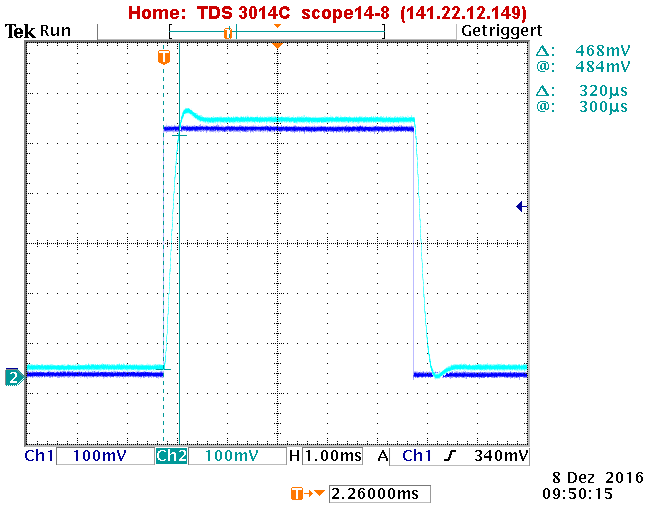 Home: TDS 3014C scope14-8 (141.22.12.149)
Tek Run
T
Getriggert
Δ: 468mV
@: 484mV
Δ: 320µs
@: 300µs
T
2
Ch1 100mV Ch2 100mV H 1.00ms A Ch1 340mV
T 2.26000ms
8 Dez 2016
09:50:15